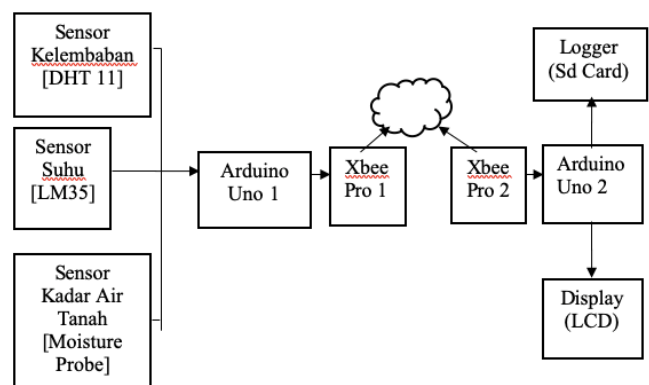 Sensor
Kelembaban
[DHT 11]
Sensor
Suhu
[LM35]
Sensor
Kadar Air
Tanah
[Moisture
Probe]
Arduino
Uno 1
Xbee
Pro 1
Xbee
Pro 2
Arduino
Uno 2
Logger
(Sd Card)
Display
(LCD)